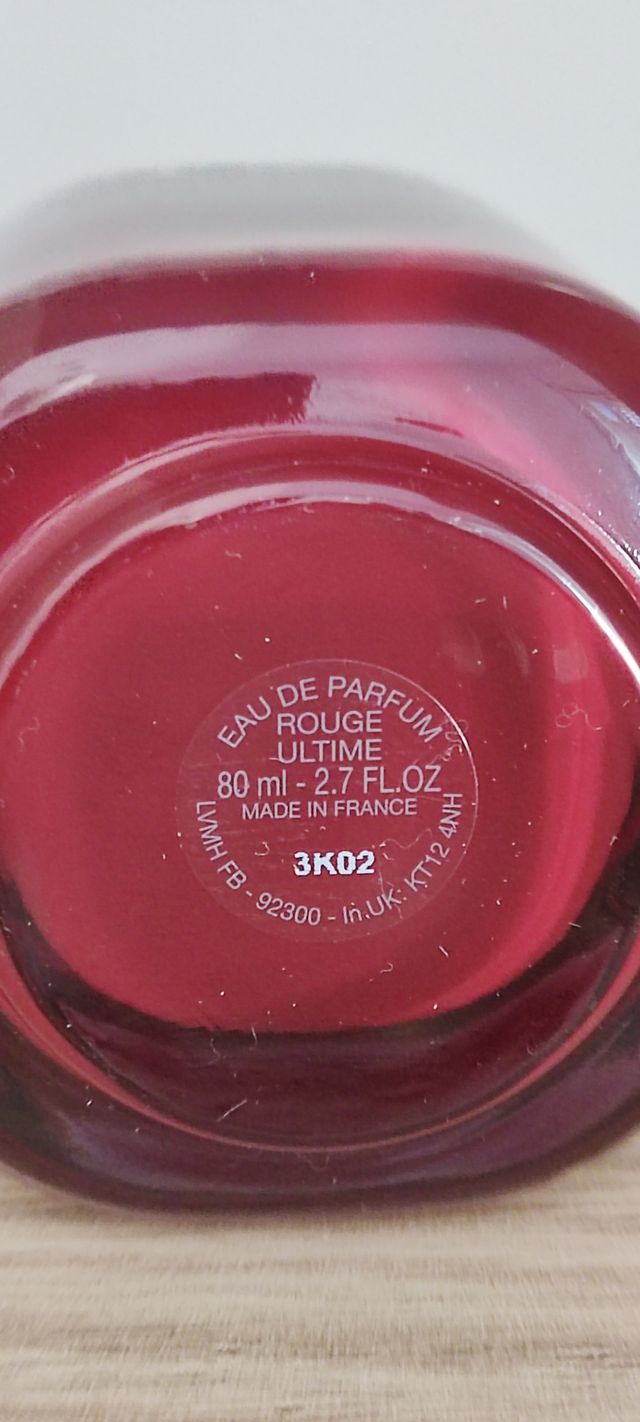 EAU DE PARFUM
ROUGE
ULTIME
80 ml - 2.7 FL.OZ
MADE IN FRANCE
3K02
LVMH FB - 92300 - In.UK: KT12 4NH